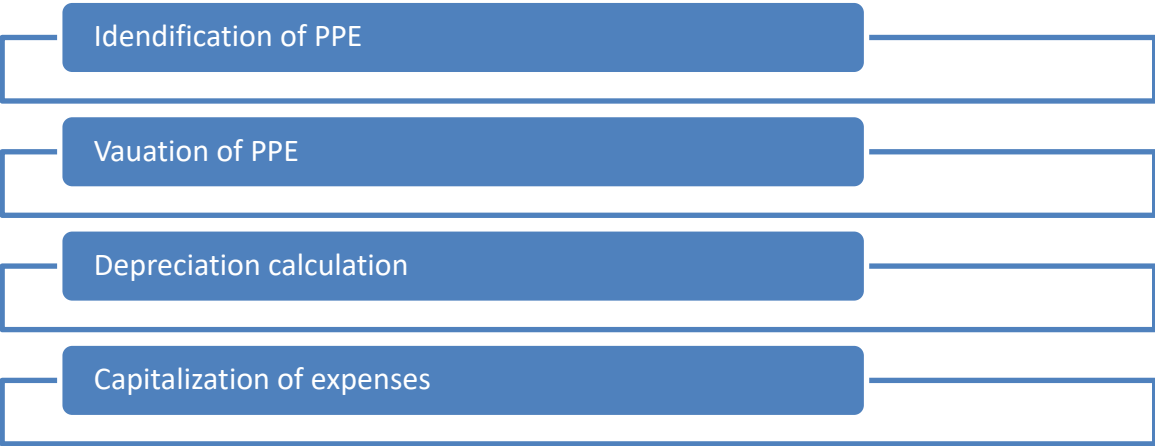 Idendification of PPE
Vauation of PPE
Depreciation calculation
Capitalization of expenses